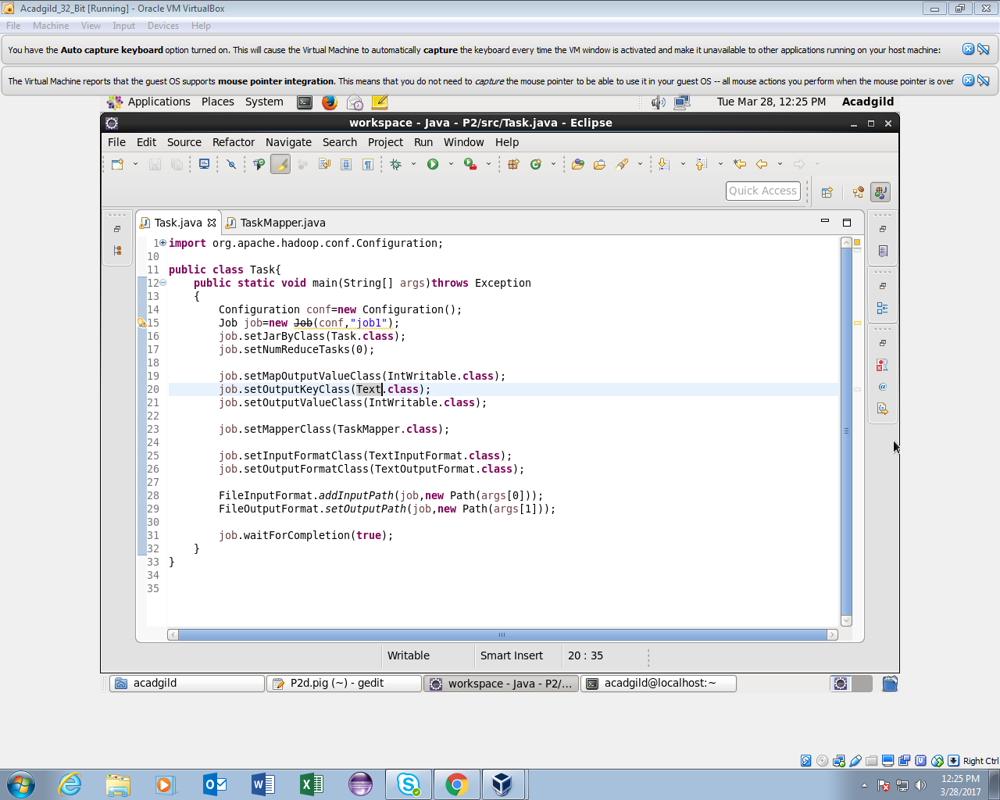 Acadgild_32_Bit [Running] - Oracle VM VirtualBox
File Machine View Input Devices Help
You have the Auto capture keyboard option turned on. This will cause the Virtual Machine to automatically capture the keyboard every time the VM window is activated and make it unavailable to other applications running on your host machine:
The Virtual Machine reports that the guest OS supports mouse pointer integration. This means that you do not need to capture the mouse pointer to be able to use it in your guest OS -- all mouse actions you perform when the mouse pointer is over
Applications Places System Tue Mar 28, 12:25 PM Acadgild
workspace - Java - P2/src/Task.java - Eclipse
File Edit Source Refactor Navigate Search Project Run Window Help
Quick Access
Task.java TaskMapper.java
1 import org.apache.hadoop.conf.Configuration;
10
11 public class Task{
12     public static void main(String[] args)throws Exception
13     {
14         Configuration conf=new Configuration();
15         Job job=new Job(conf,"job1");
16         job.setJarByClass(Task.class);
17         job.setNumReduceTasks(0);
18
19         job.setMapOutputValueClass(IntWritable.class);
20         job.setOutputKeyClass(Text.class);
21         job.setOutputValueClass(IntWritable.class);
22
23         job.setMapperClass(TaskMapper.class);
24
25         job.setInputFormatClass(TextInputFormat.class);
26         job.setOutputFormatClass(TextOutputFormat.class);
27
28         FileInputFormat.addInputPath(job,new Path(args[0]));
29         FileOutputFormat.setOutputPath(job,new Path(args[1]));
30
31         job.waitForCompletion(true);
32     }
33 }
34
35
Writable Smart Insert 20 : 35
acadgild P2d.pig (~) - gedit workspace - Java - P2/... acadgild@localhost:~
Right Ctrl
12:25 PM
3/28/2017